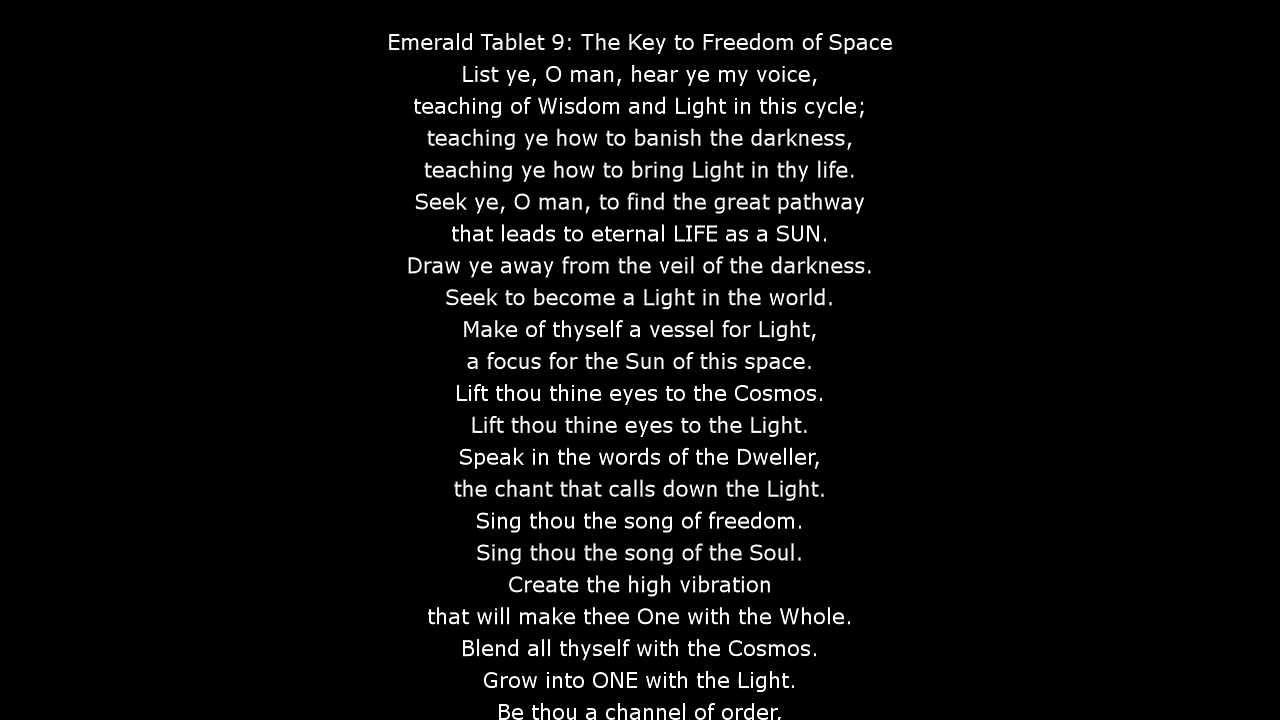 Emerald Tablet 9: The Key to Freedom of Space
List ye, O man, hear ye my voice,
teaching of Wisdom and Light in this cycle;
teaching ye how to banish the darkness,
teaching ye how to bring Light in thy life.
Seek ye, O man, to find the great pathway
that leads to eternal LIFE as a SUN.
Draw ye away from the veil of the darkness.
Seek to become a Light in the world.
Make of thyself a vessel for Light,
a focus for the Sun of this space.
Lift thou thine eyes to the Cosmos.
Lift thou thine eyes to the Light.
Speak in the words of the Dweller,
the chant that calls down the Light.
Sing thou the song of freedom.
Sing thou the song of the Soul.
Create the high vibration
that will make thee One with the Whole.
Blend all thyself with the Cosmos.
Grow into ONE with the Light.
Be thou a channel of order,